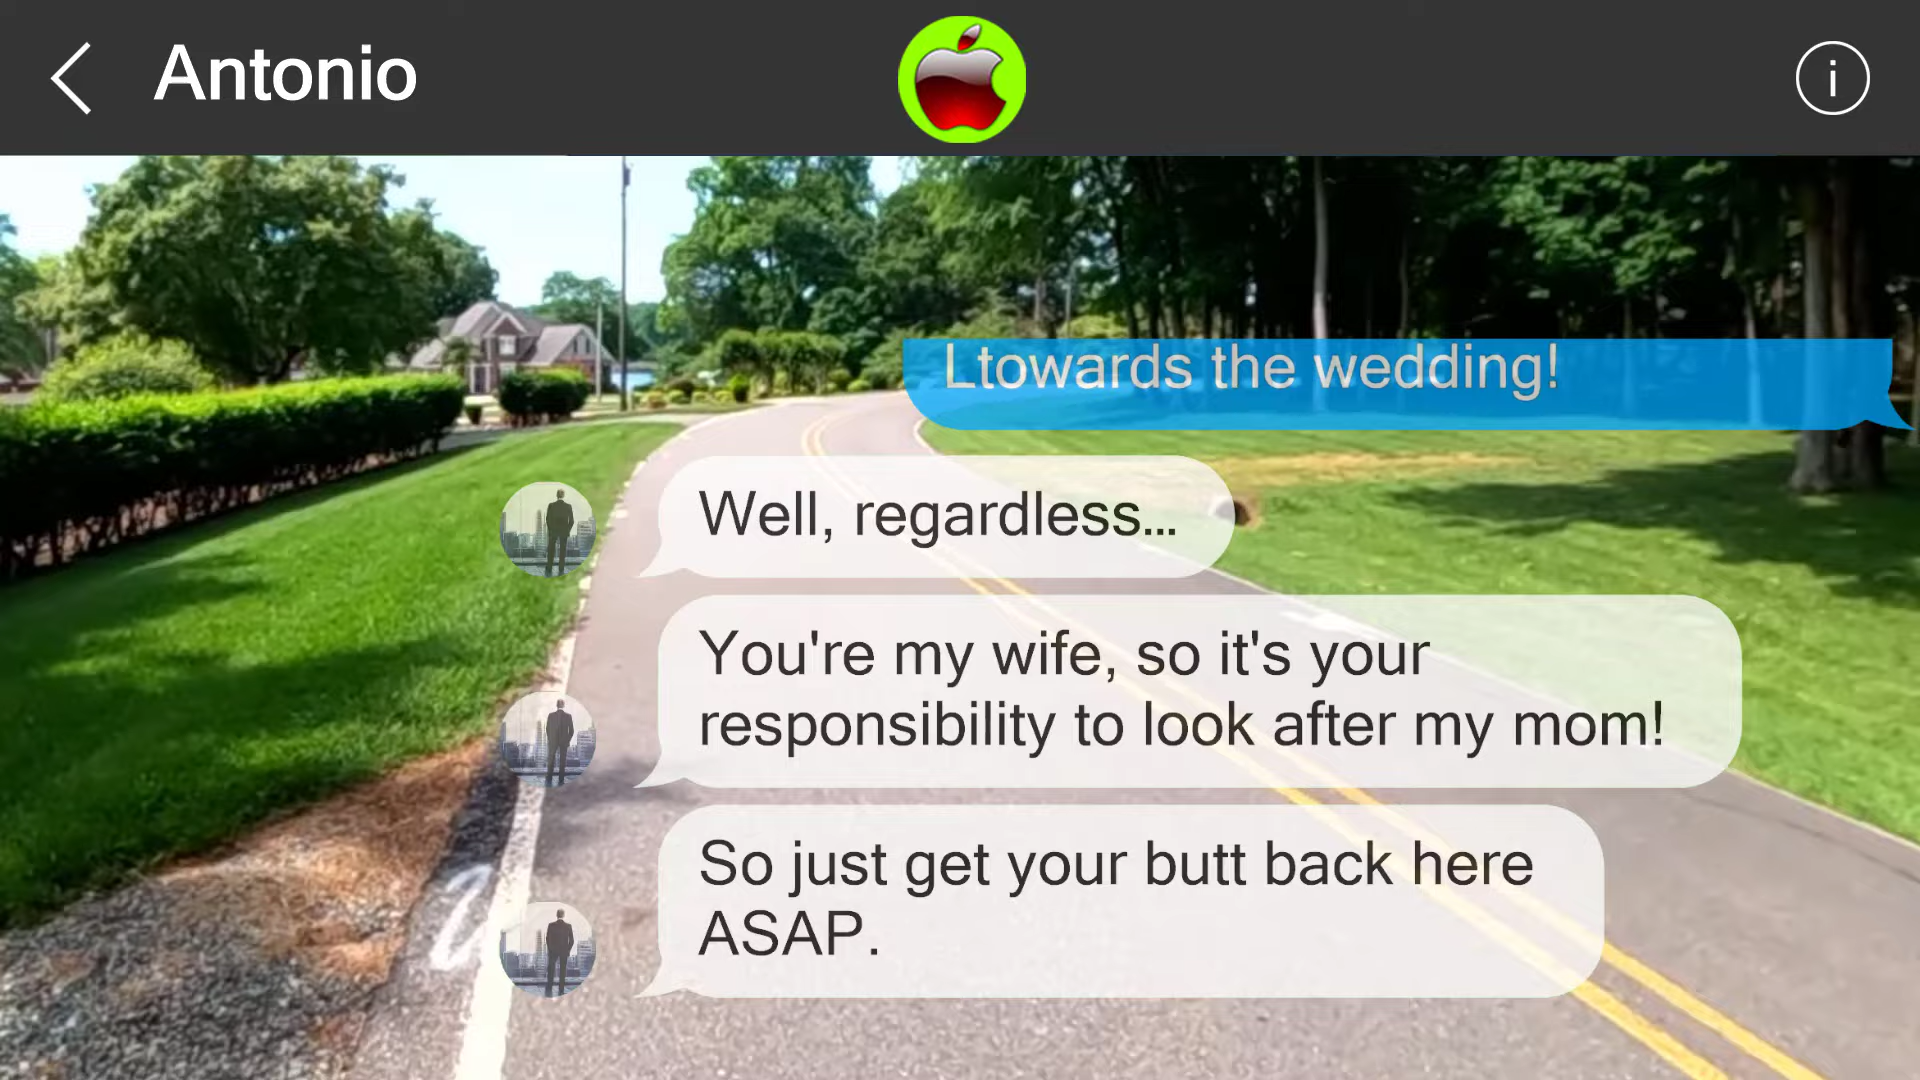 Antonio
i
Ltowards the wedding!
Well, regardless...
You're my wife, so it's your
responsibility to look after my mom!
So just get your butt back here
ASAP.